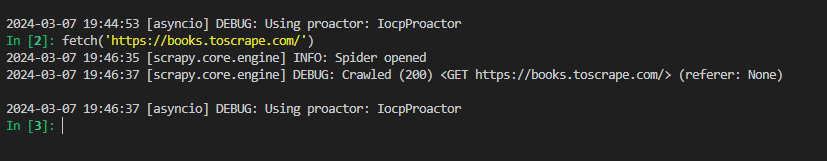 2024-03-07 19:44:53 [asyncio] DEBUG: Using proactor: IocpProactor
In [2]: fetch('https://books.toscrape.com/')
2024-03-07 19:46:35 [scrapy.core.engine] INFO: Spider opened
2024-03-07 19:46:37 [scrapy.core.engine] DEBUG: Crawled (200) <GET https://books.toscrape.com/> (referer: None)
2024-03-07 19:46:37 [asyncio] DEBUG: Using proactor: IocpProactor
In [3]: